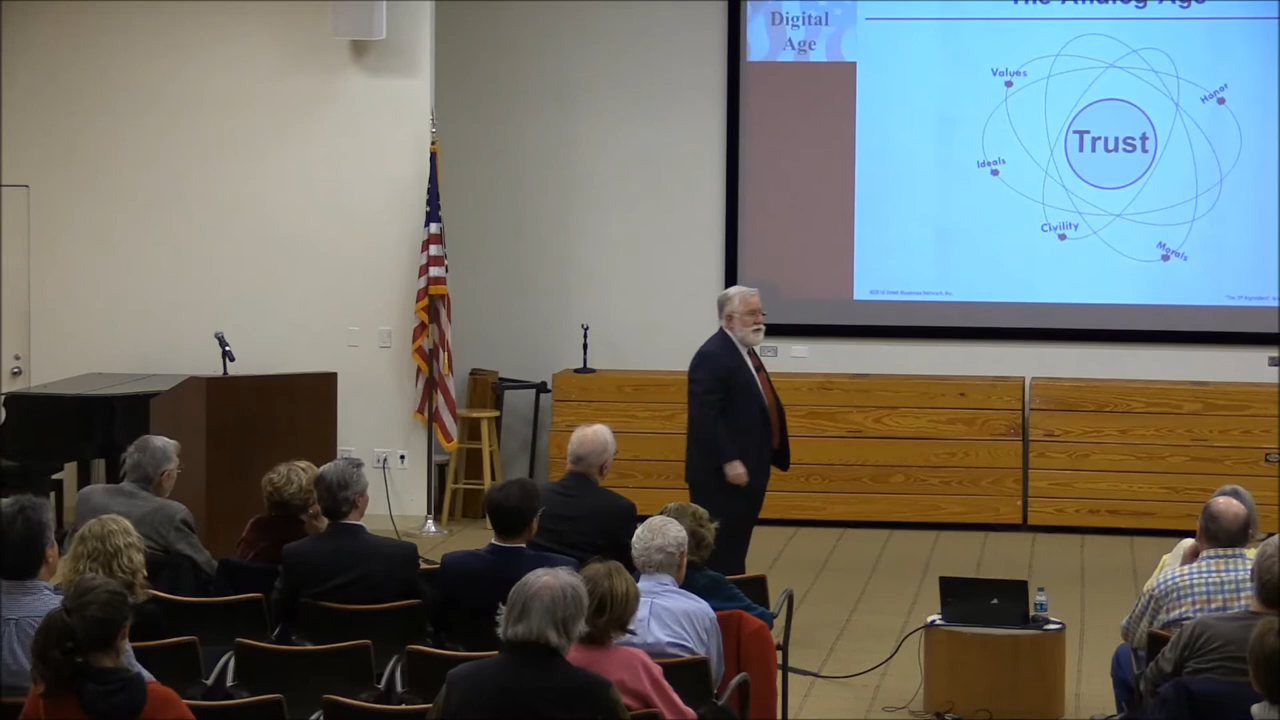 The Analog Age
Digital
Age
Values
Honor
Trust
Ideals
Civility
Morals